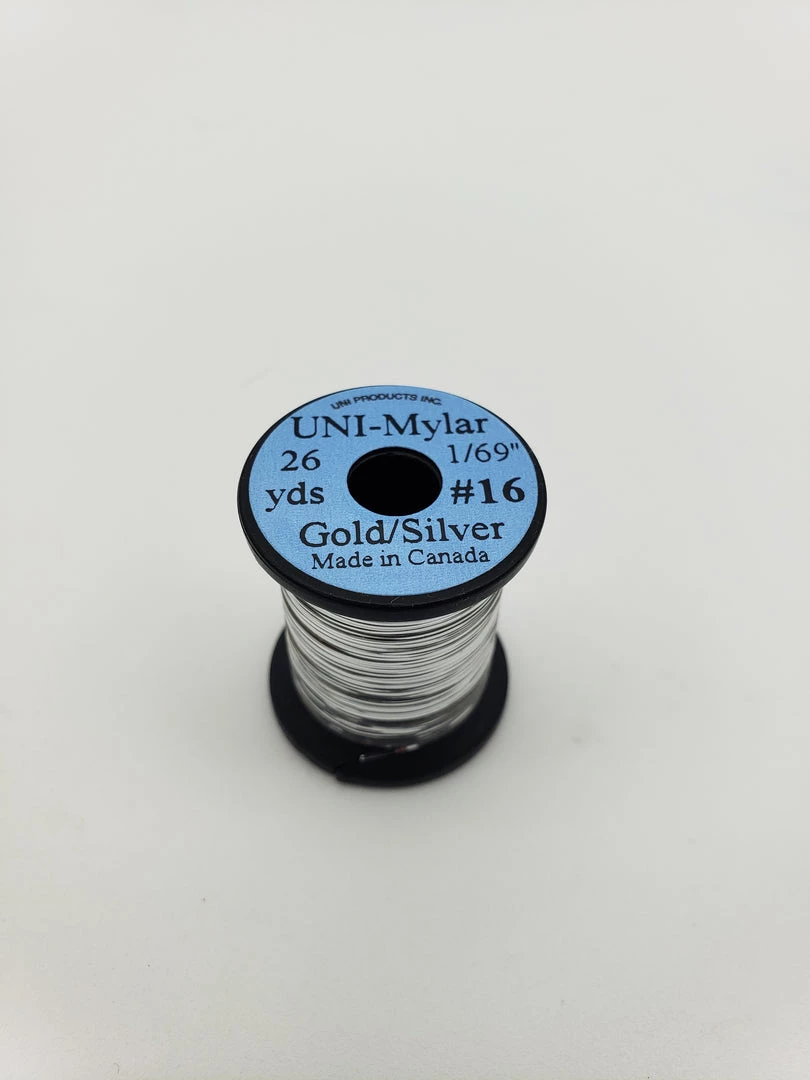 UNI PRODUCTS INC.
UNI-Mylar
26 yds
1/69"
#16
Gold/Silver
Made in Canada